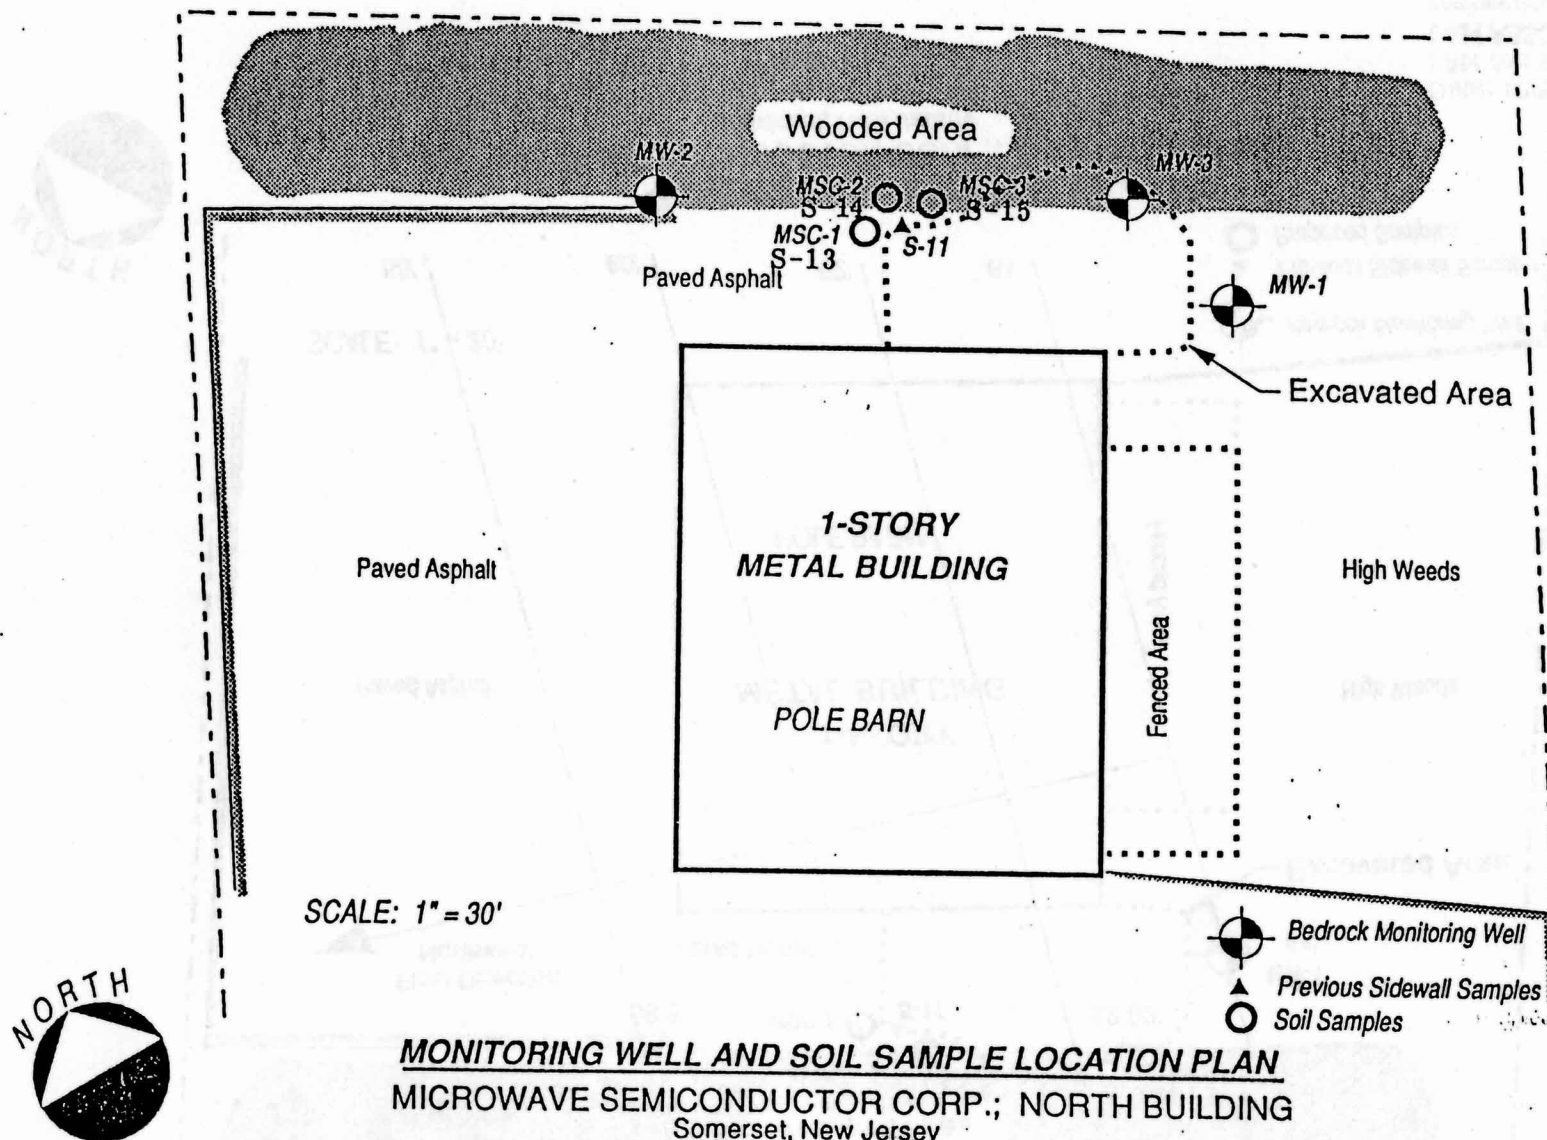 Wooded Area
MW-2
MW-3
MSC-2
S-14
MSC-3
S-15
MSC-1
S-13
S-11
Paved Asphalt
MW-1
Excavated Area
1-STORY
METAL BUILDING
Paved Asphalt
High Weeds
Fenced Area
POLE BARN
SCALE: 1" = 30'
Bedrock Monitoring Well
Previous Sidewall Samples
Soil Samples
NORTH
MONITORING WELL AND SOIL SAMPLE LOCATION PLAN
MICROWAVE SEMICONDUCTOR CORP.; NORTH BUILDING
Somerset, New Jersey